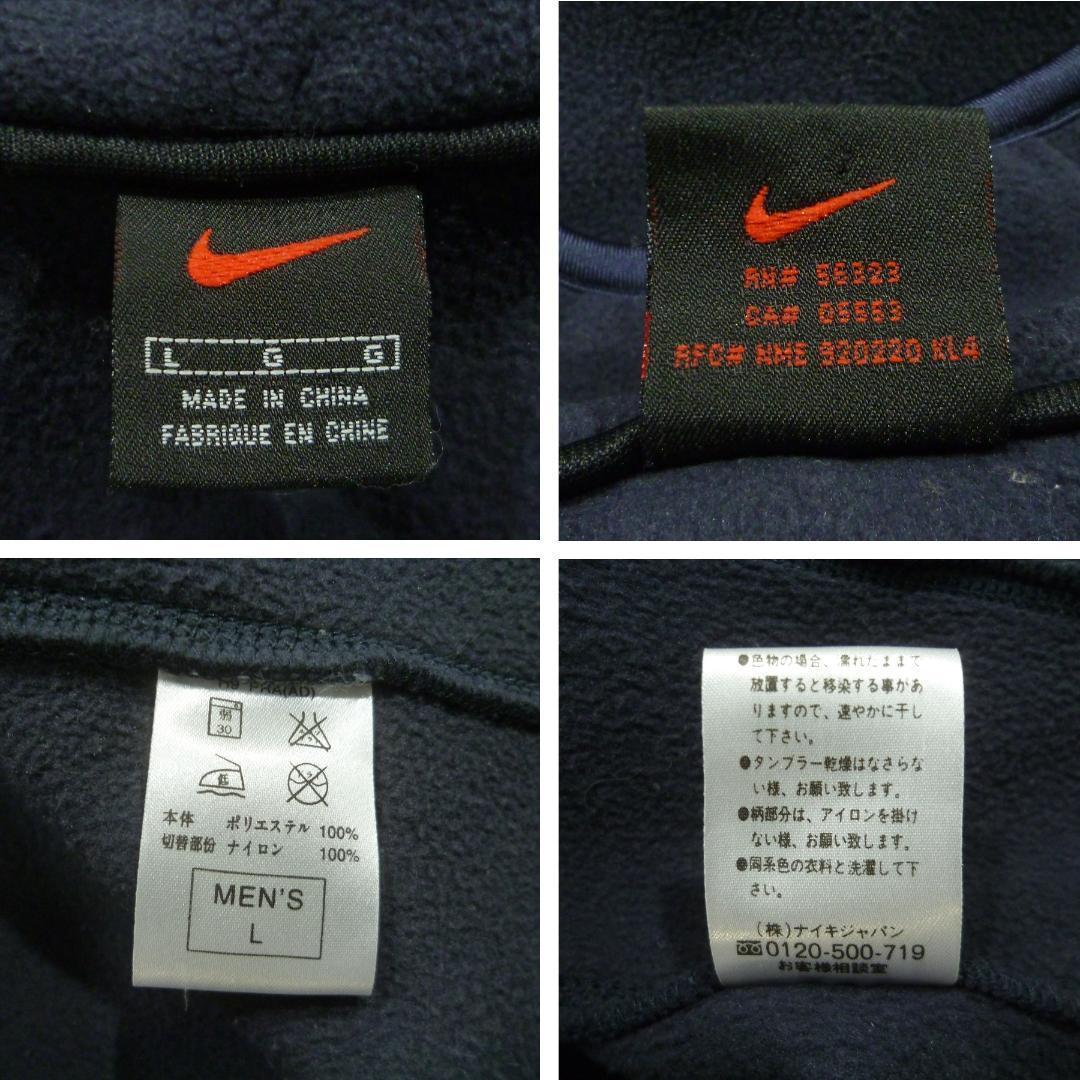 L G G
MADE IN CHINA
FABRIQUE EN CHINE
RN# 56323
CA# 05553
RFC# NME 920220 KL4
PRA(AD)
弱
30
低
本体 ポリエステル 100%
切替部份 ナイロン 100%
MEN'S
L
●色物の場合、濡れたままで
放置すると移染する事があ
りますので、速やかに干し
て下さい。
●タンブラー乾燥はなさらな
い様、お願い致します。
●柄部分は、アイロンを掛け
ない様、お願い致します。
●同系色の衣料と洗濯して下
さい。
(株)ナイキジャパン
0120-500-719
お客様相談室